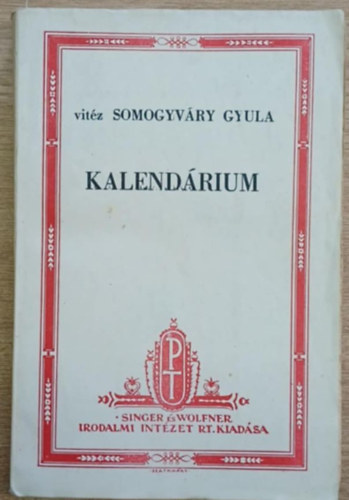 vitéz SOMOGYVÁRY GYULA
KALENDÁRIUM
PT
SINGER ÉS WOLFNER
IRODALMI INTÉZET RT. KIADÁSA